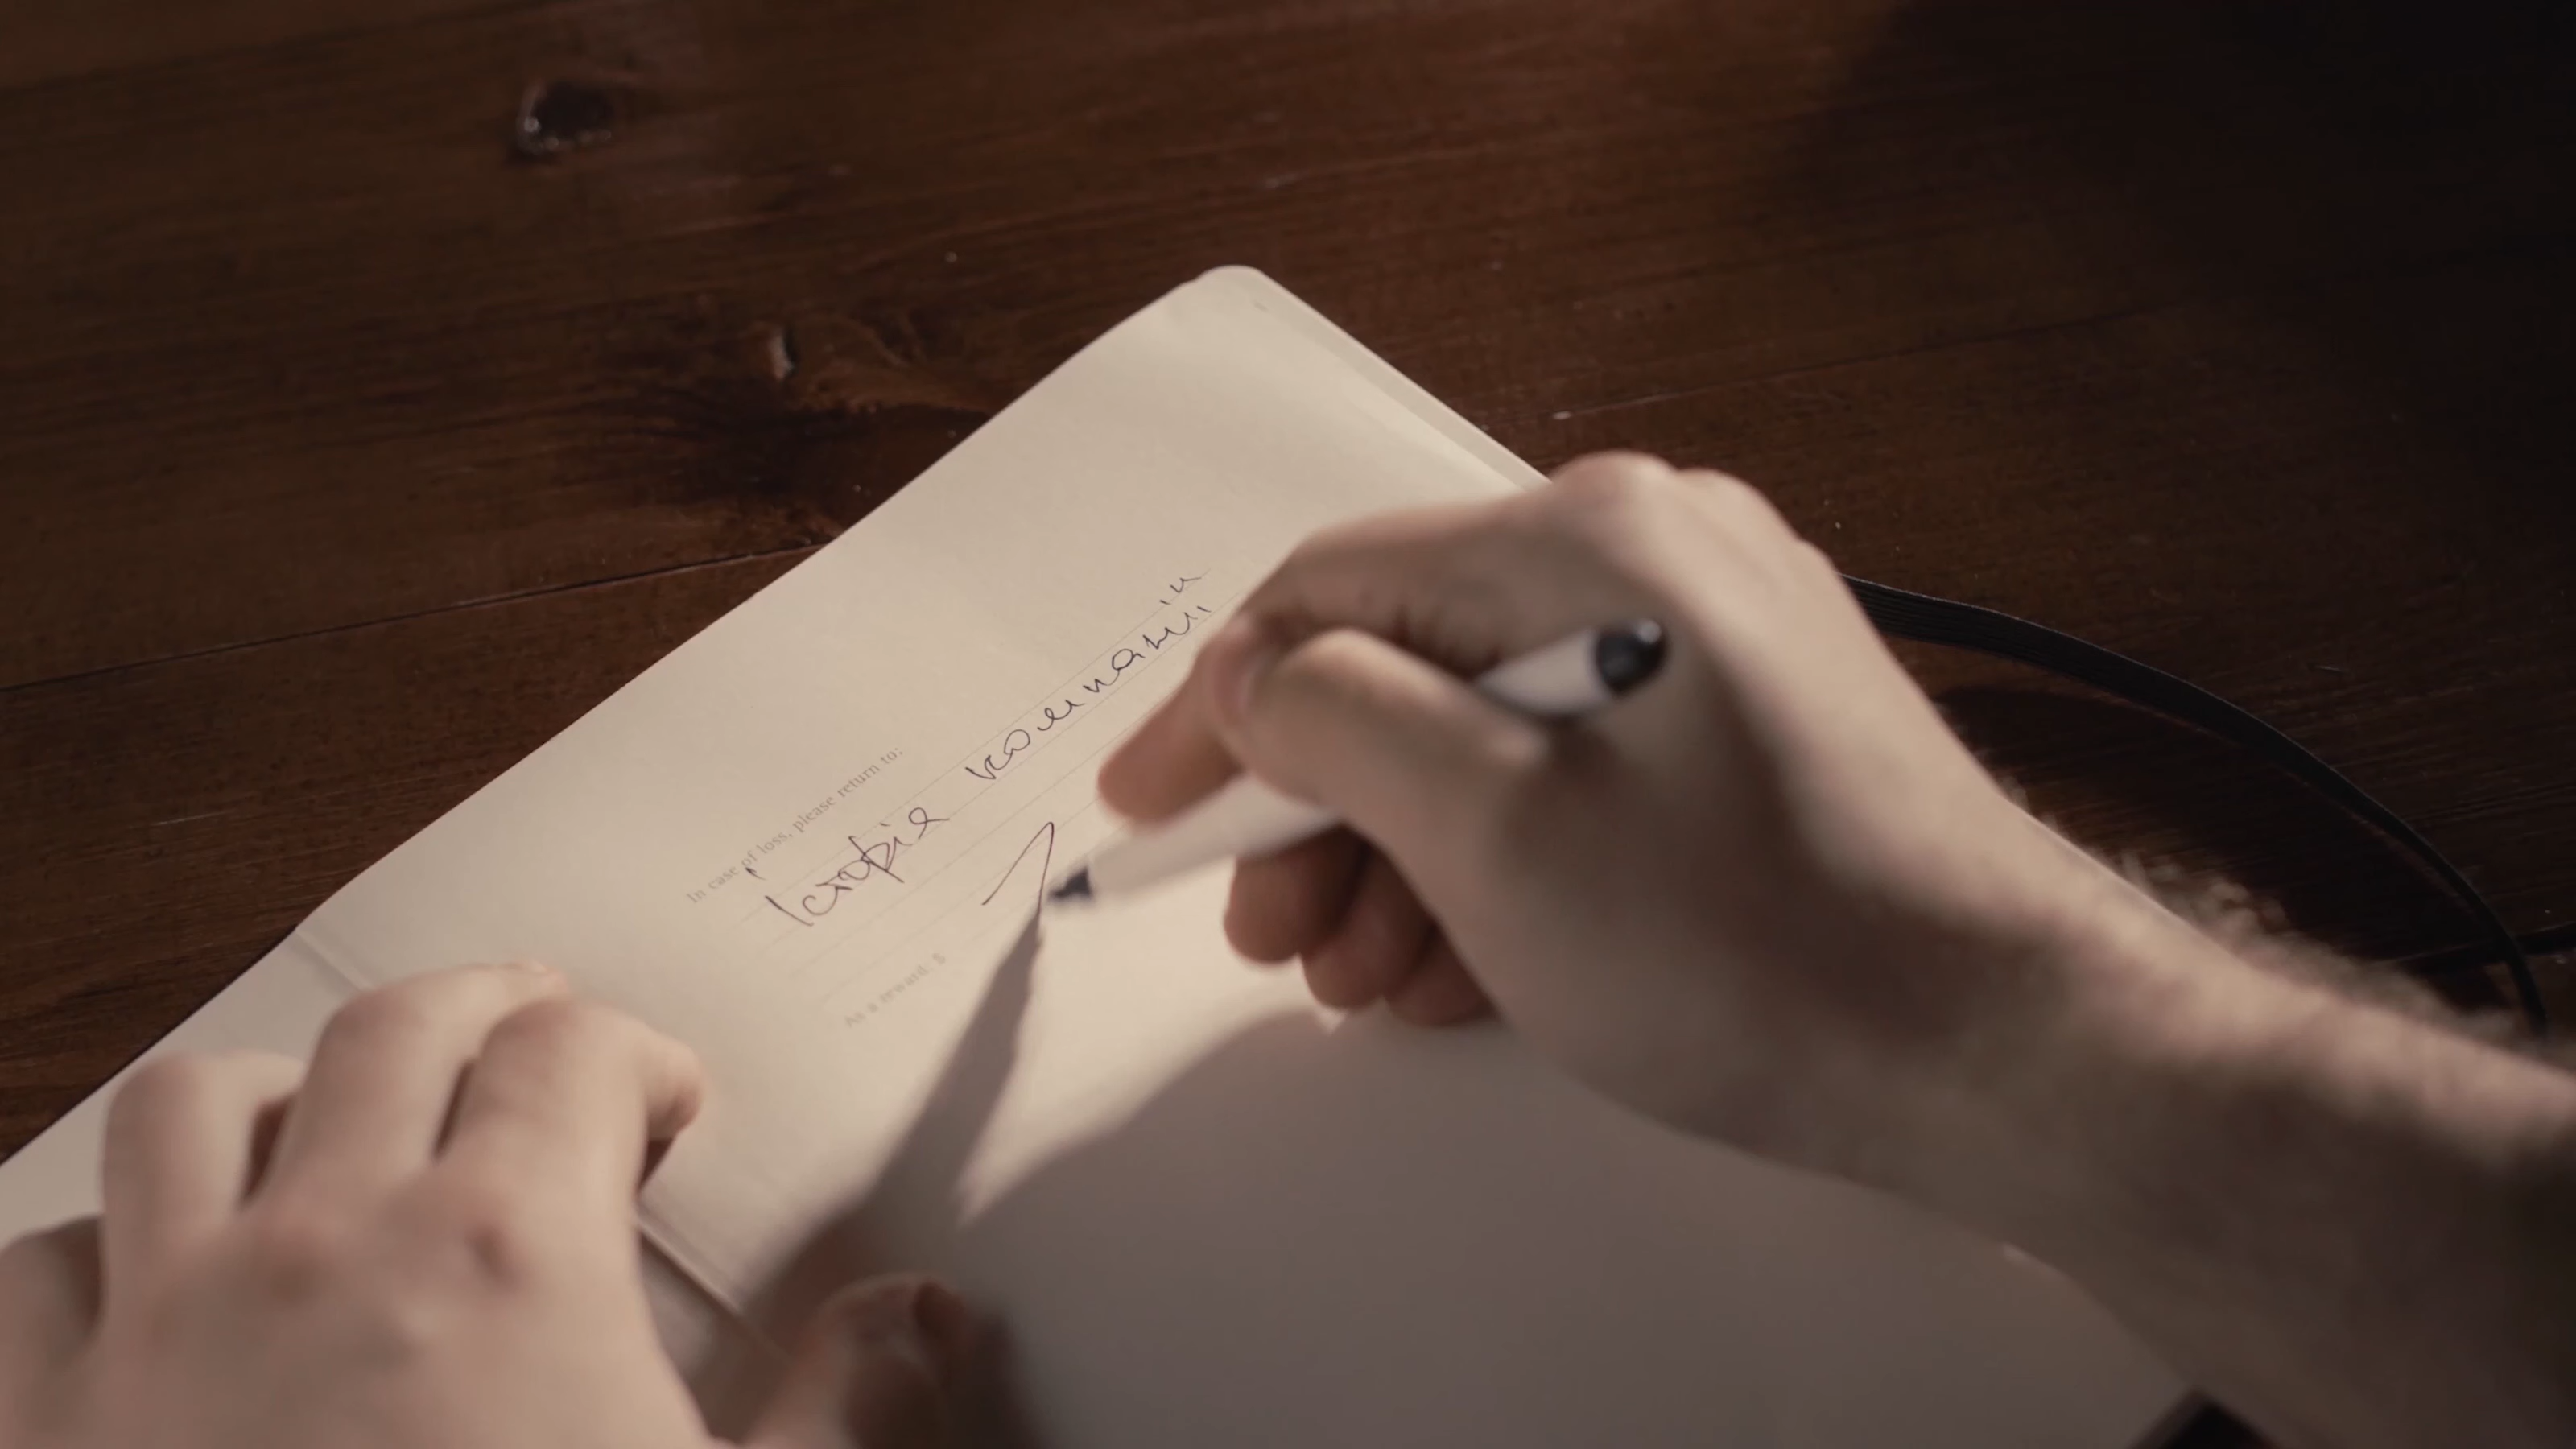 In case of loss, please return to:
Історія компанії
As a reward: $